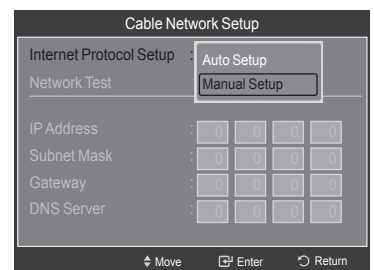 Cable Network Setup
Internet Protocol Setup : Auto Setup
Manual Setup
Network Test
IP Address : 0 0 0 0
Subnet Mask : 0 0 0 0
Gateway : 0 0 0 0
DNS Server : 0 0 0 0
Move Enter Return